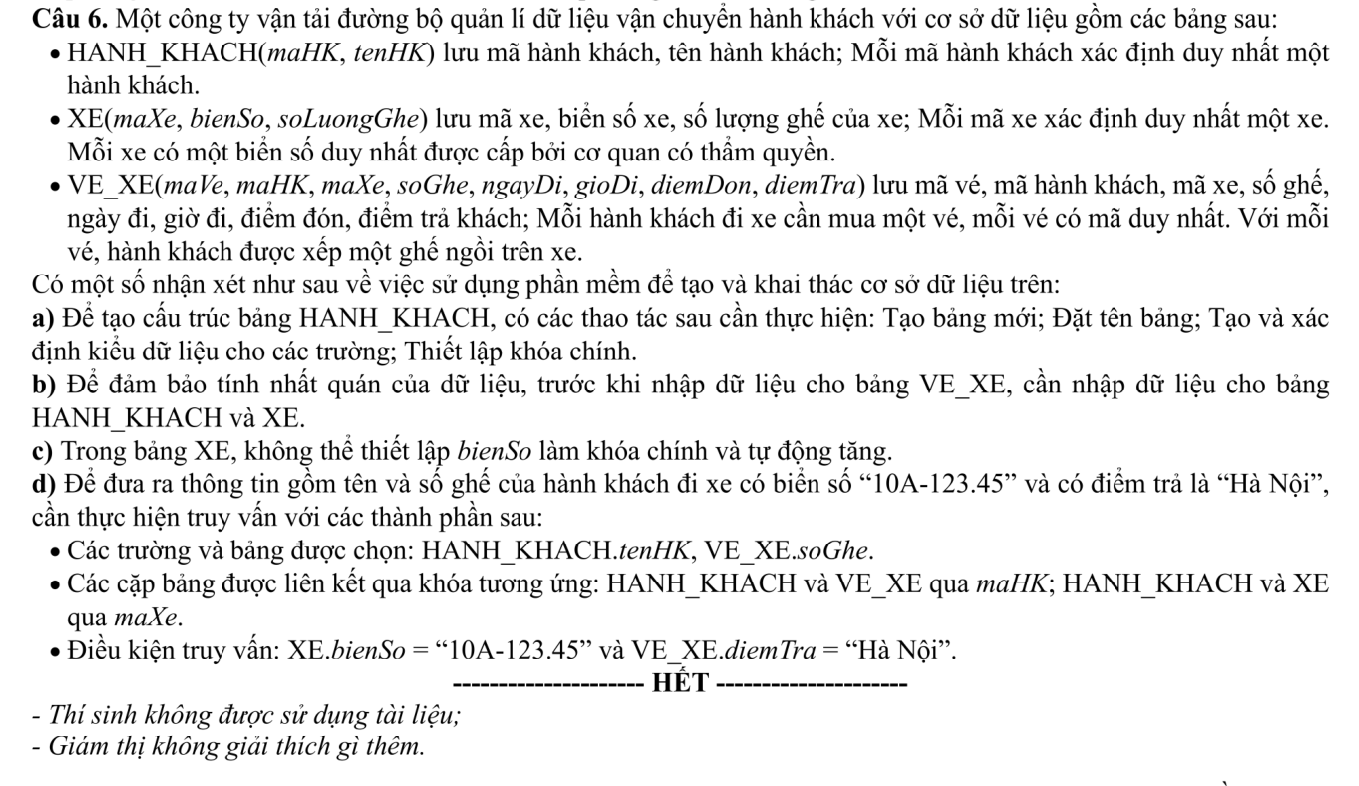 Câu 6. Một công ty vận tải đường bộ quản lí dữ liệu vận chuyển hành khách với cơ sở dữ liệu gồm các bảng sau:
• HANH_KHACH(maHK, tenHK) lưu mã hành khách, tên hành khách; Mỗi mã hành khách xác định duy nhất một
hành khách.
• XE(maXe, bienSo, soLuongGhe) lưu mã xe, biển số xe, số lượng ghế của xe; Mỗi mã xe xác định duy nhất một xe.
Mỗi xe có một biển số duy nhất được cấp bởi cơ quan có thẩm quyền.
• VE_XE(maVe, maHK, maXe, soGhe, ngayDi, gioDi, diemDon, diemTra) lưu mã vé, mã hành khách, mã xe, số ghế,
ngày đi, giờ đi, điểm đón, điểm trả khách; Mỗi hành khách đi xe cần mua một vé, mỗi vé có mã duy nhất. Với mỗi
vé, hành khách được xếp một ghế ngồi trên xe.
Có một số nhận xét như sau về việc sử dụng phần mềm để tạo và khai thác cơ sở dữ liệu trên:
a) Để tạo cấu trúc bảng HANH_KHACH, có các thao tác sau cần thực hiện: Tạo bảng mới; Đặt tên bảng; Tạo và xác
định kiểu dữ liệu cho các trường; Thiết lập khóa chính.
b) Để đảm bảo tính nhất quán của dữ liệu, trước khi nhập dữ liệu cho bảng VE_XE, cần nhập dữ liệu cho bảng
HANH_KHACH và XE.
c) Trong bảng XE, không thể thiết lập bienSo làm khóa chính và tự động tăng.
d) Để đưa ra thông tin gồm tên và số ghế của hành khách đi xe có biển số “10A-123.45” và có điểm trả là “Hà Nội”,
cần thực hiện truy vấn với các thành phần sau:
• Các trường và bảng được chọn: HANH_KHACH.tenHK, VE_XE.soGhe.
• Các cặp bảng được liên kết qua khóa tương ứng: HANH_KHACH và VE_XE qua maHK; HANH_KHACH và XE
qua maXe.
• Điều kiện truy vấn: XE.bienSo = “10A-123.45” và VE_XE.diemTra = “Hà Nội”.
--------------------- HẾT ---------------------
- Thí sinh không được sử dụng tài liệu;
- Giám thị không giải thích gì thêm.